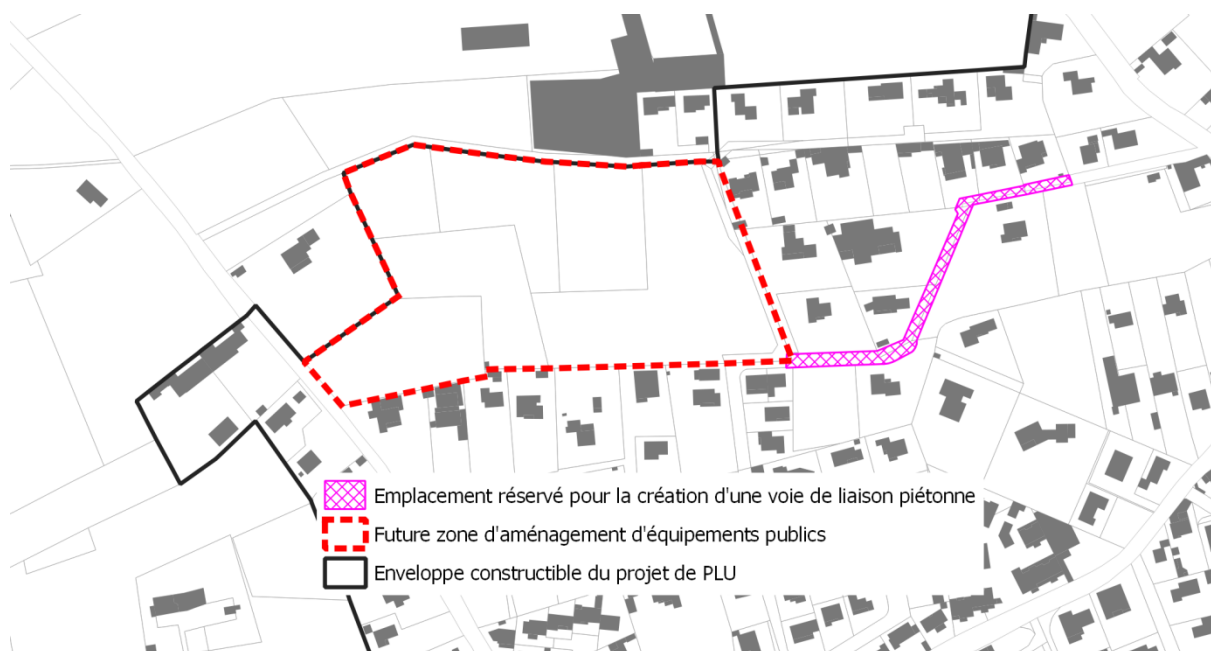 Emplacement réservé pour la création d'une voie de liaison piétonne
Future zone d'aménagement d'équipements publics
Enveloppe constructible du projet de PLU